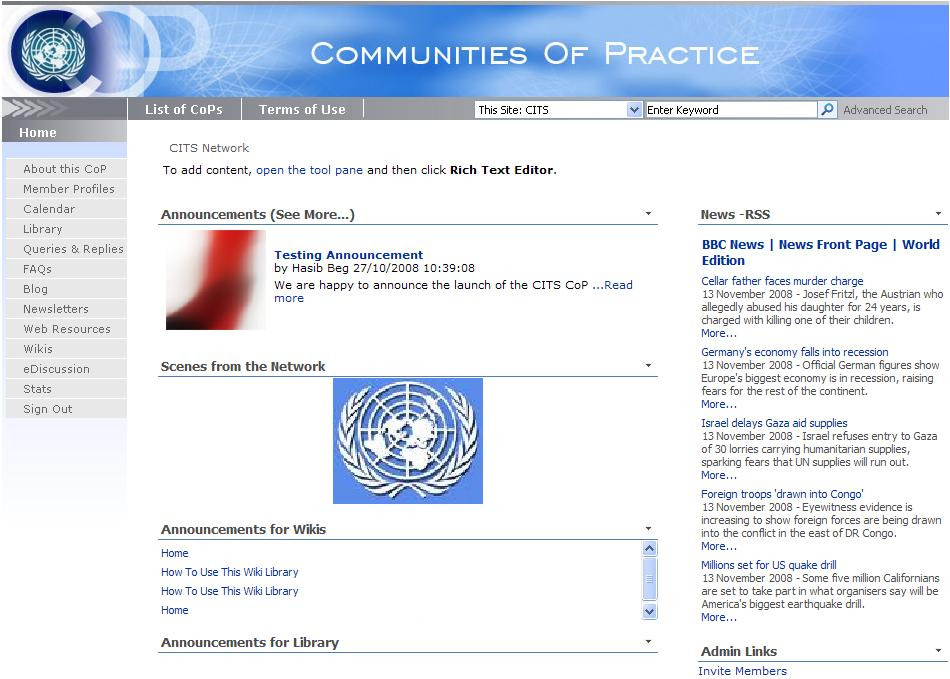 COMMUNITIES OF PRACTICE
List of CoPs
Terms of Use
This Site: CITS
Enter Keyword
Advanced Search
Home
About this CoP
Member Profiles
Calendar
Library
Queries & Replies
FAQs
Blog
Newsletters
Web Resources
Wikis
eDiscussion
Stats
Sign Out
CITS Network
To add content, open the tool pane and then click Rich Text Editor.
Announcements (See More...)
Testing Announcement
by Hasib Beg 27/10/2008 10:39:08
We are happy to announce the launch of the CITS CoP ...Read
more
Scenes from the Network
Announcements for Wikis
Home
How To Use This Wiki Library
How To Use This Wiki Library
Home
Announcements for Library
News -RSS
BBC News | News Front Page | World
Edition
Cellar father faces murder charge
13 November 2008 - Josef Fritzl, the Austrian who
allegedly abused his daughter for 24 years, is
charged with killing one of their children.
More...
Germany's economy falls into recession
13 November 2008 - Official German figures show
Europe's biggest economy is in recession, raising
fears for the rest of the continent.
More...
Israel delays Gaza aid supplies
13 November 2008 - Israel refuses entry to Gaza
of 30 lorries carrying humanitarian supplies,
sparking fears that UN supplies will run out.
More...
Foreign troops 'drawn into Congo'
13 November 2008 - Eyewitness evidence is
increasing to show foreign forces are being drawn
into the conflict in the east of DR Congo.
More...
Millions set for US quake drill
13 November 2008 - Some five million Californians
are set to take part in what organisers say will be
America's biggest earthquake drill.
More...
Admin Links
Invite Members